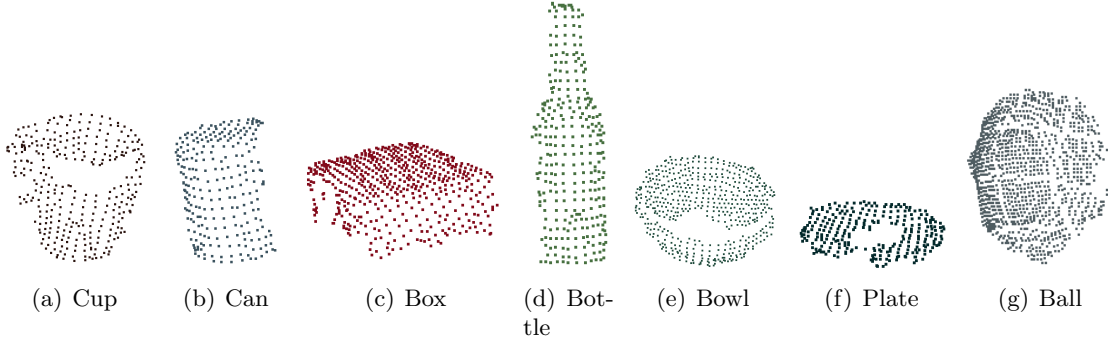 (a) Cup
(b) Can
(c) Box
(d) Bot-
tle
(e) Bowl
(f) Plate
(g) Ball